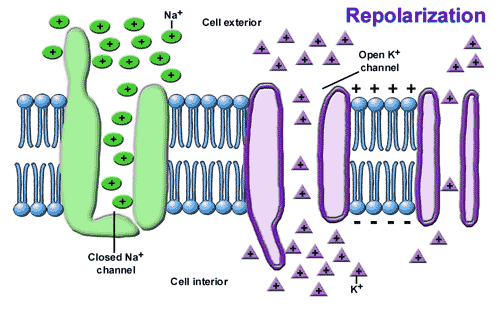 Repolarization
Na+
Cell exterior
Open K+
channel
+ + + +
- - - -
Closed Na+
channel
Cell interior
K+